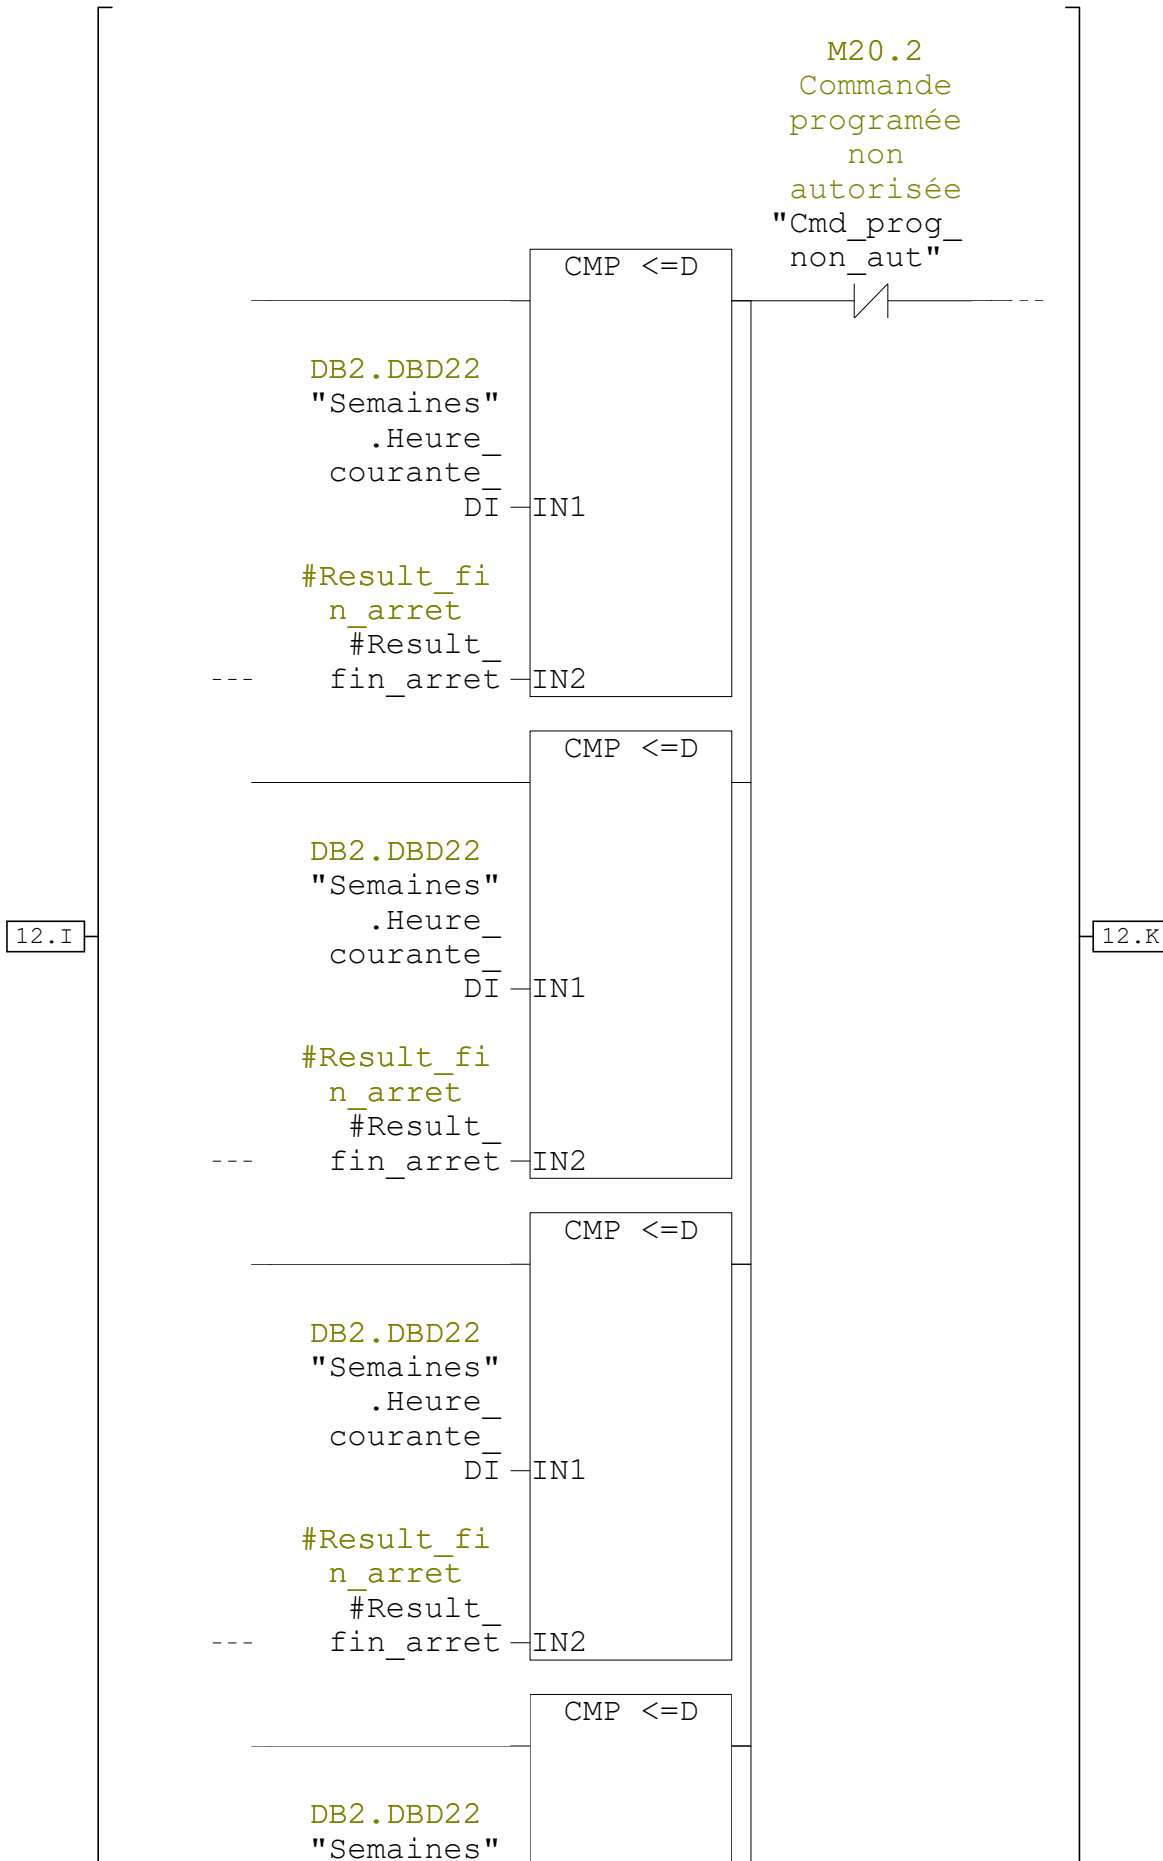 M20.2
Commande
programée
non
autorisée
"Cmd_prog_
non_aut"
CMP <=D
DB2.DBD22
"Semaines"
.Heure_
courante_
DI IN1
#Result_fi
n_arret
#Result_
--- fin_arret IN2
CMP <=D
DB2.DBD22
"Semaines"
.Heure_
12.I 12.K
courante_
DI IN1
#Result_fi
n_arret
#Result_
--- fin_arret IN2
CMP <=D
DB2.DBD22
"Semaines"
.Heure_
courante_
DI IN1
#Result_fi
n_arret
#Result_
--- fin_arret IN2
CMP <=D
DB2.DBD22
"Semaines"